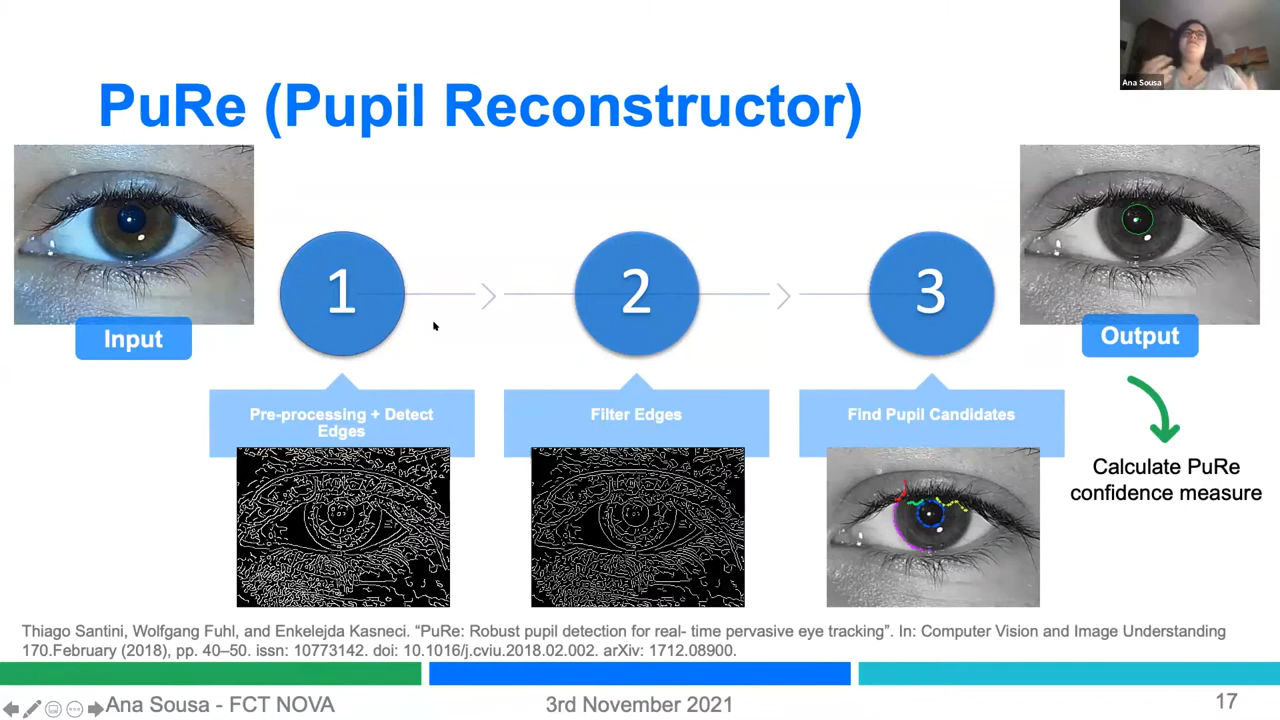 Ana Sousa
PuRe (Pupil Reconstructor)
Input
1
2
3
Output
Pre-processing + Detect
Edges
Filter Edges
Find Pupil Candidates
Calculate PuRe
confidence measure
Thiago Santini, Wolfgang Fuhl, and Enkelejda Kasneci. “PuRe: Robust pupil detection for real- time pervasive eye tracking”. In: Computer Vision and Image Understanding
170.February (2018), pp. 40–50. issn: 10773142. doi: 10.1016/j.cviu.2018.02.002. arXiv: 1712.08900.
Ana Sousa - FCT NOVA
3rd November 2021
17